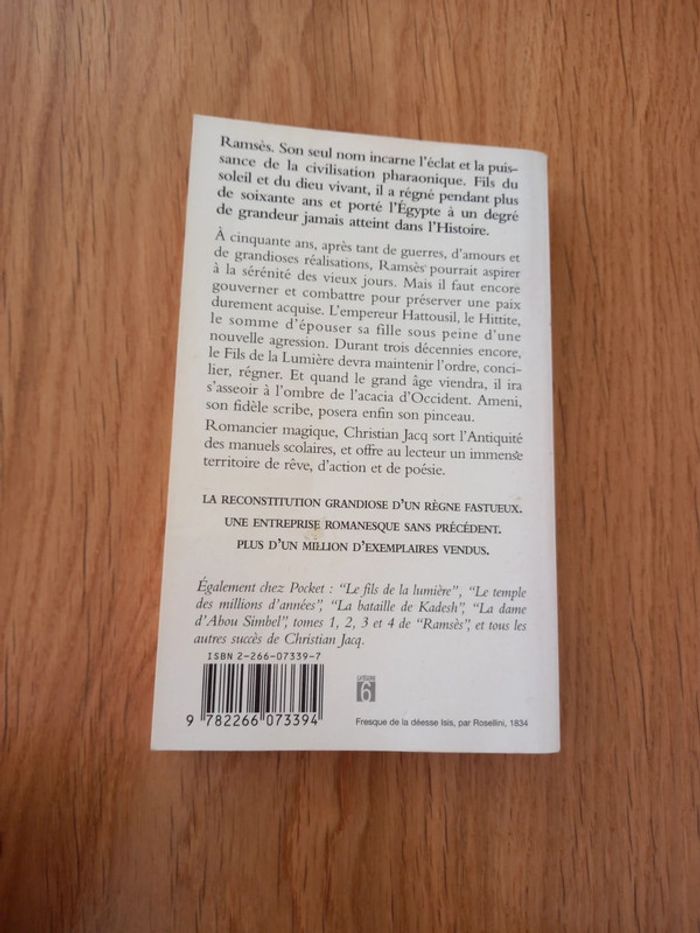 Ramsès. Son seul nom incarne l'éclat et la puis-
sance de la civilisation pharaonique. Fils du
soleil et du dieu vivant, il a régné pendant plus
de soixante ans et porté l'Égypte à un degré
de grandeur jamais atteint dans l'Histoire.
À cinquante ans, après tant de guerres, d'amours et
de grandioses réalisations, Ramsès pourrait aspirer
à la sérénité des vieux jours. Mais il faut encore
gouverner et combattre pour préserver une paix
durement acquise. L'empereur Hattousil, le Hittite,
le somme d'épouser sa fille sous peine d'une
nouvelle agression. Durant trois décennies encore,
le Fils de la Lumière devra maintenir l'ordre, conci-
lier, régner. Et quand le grand âge viendra, il ira
s'asseoir à l'ombre de l'acacia d'Occident. Ameni,
son fidèle scribe, posera enfin son pinceau.
Romancier magique, Christian Jacq sort l'Antiquité
des manuels scolaires, et offre au lecteur un immense
territoire de rêve, d'action et de poésie.
LA RECONSTITUTION GRANDIOSE D'UN RÈGNE FASTUEUX.
UNE ENTREPRISE ROMANESQUE SANS PRÉCÉDENT.
PLUS D'UN MILLION D'EXEMPLAIRES VENDUS.
Également chez Pocket : "Le fils de la lumière", "Le temple
des millions d'années", "La bataille de Kadesh", "La dame
d'Abou Simbel", tomes 1, 2, 3 et 4 de "Ramsès", et tous les
autres succès de Christian Jacq.
ISBN 2-266-07339-7
CATÉGORIE
6
9 782266 073394
Fresque de la déesse Isis, par Rosellini, 1834